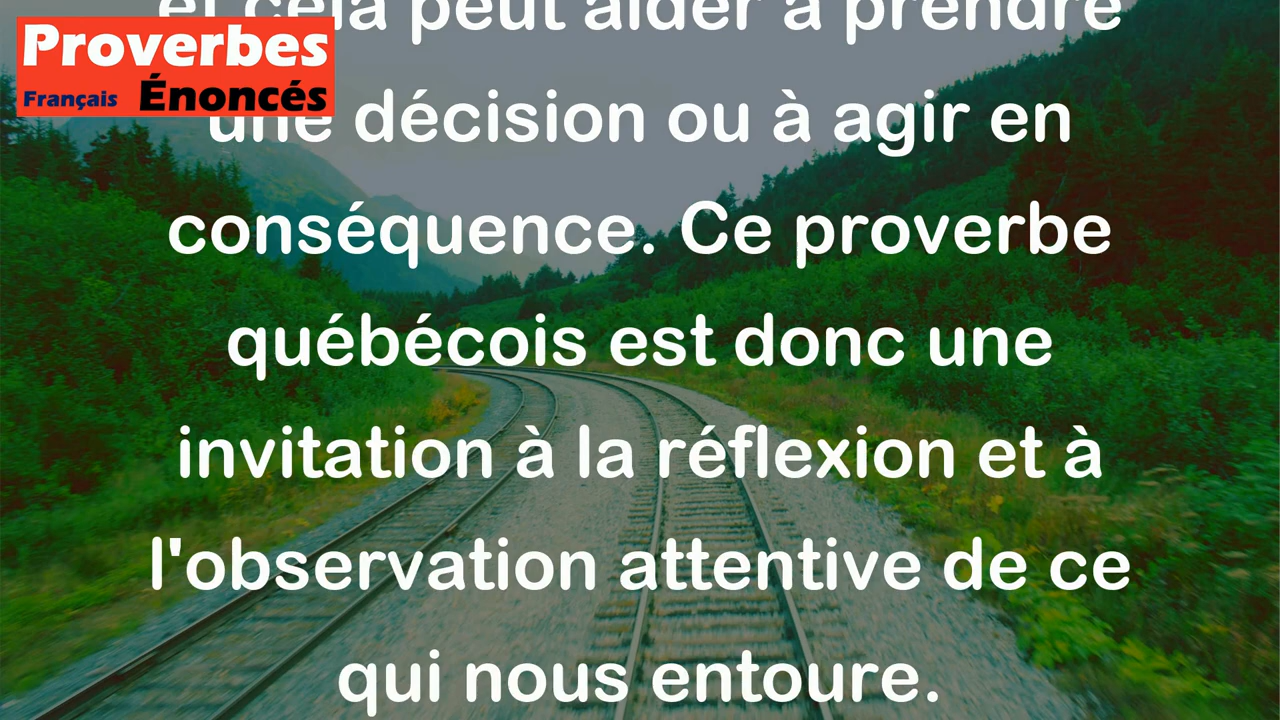 Proverbes
Français Énoncés
et cela peut aider à prendre
une décision ou à agir en
conséquence. Ce proverbe
québécois est donc une
invitation à la réflexion et à
l'observation attentive de ce
qui nous entoure.